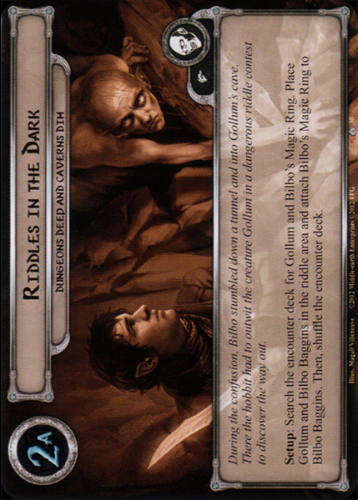 2A
RIDDLES IN THE DARK
DUNGEONS DEEP AND CAVERNS DIM
During the confusion, Bilbo stumbled down a tunnel and into Gollum's cave.
There the hobbit had to outwit the creature Gollum in a dangerous riddle contest
to discover the way out.
Setup: Search the encounter deck for Gollum and Bilbo's Magic Ring. Place
Gollum and Bilbo Baggins in the riddle area and attach Bilbo's Magic Ring to
Bilbo Baggins. Then, shuffle the encounter deck.
Illus. Magali Villeneuve ©2012 Middle-earth Enterprises ©2012 FFG